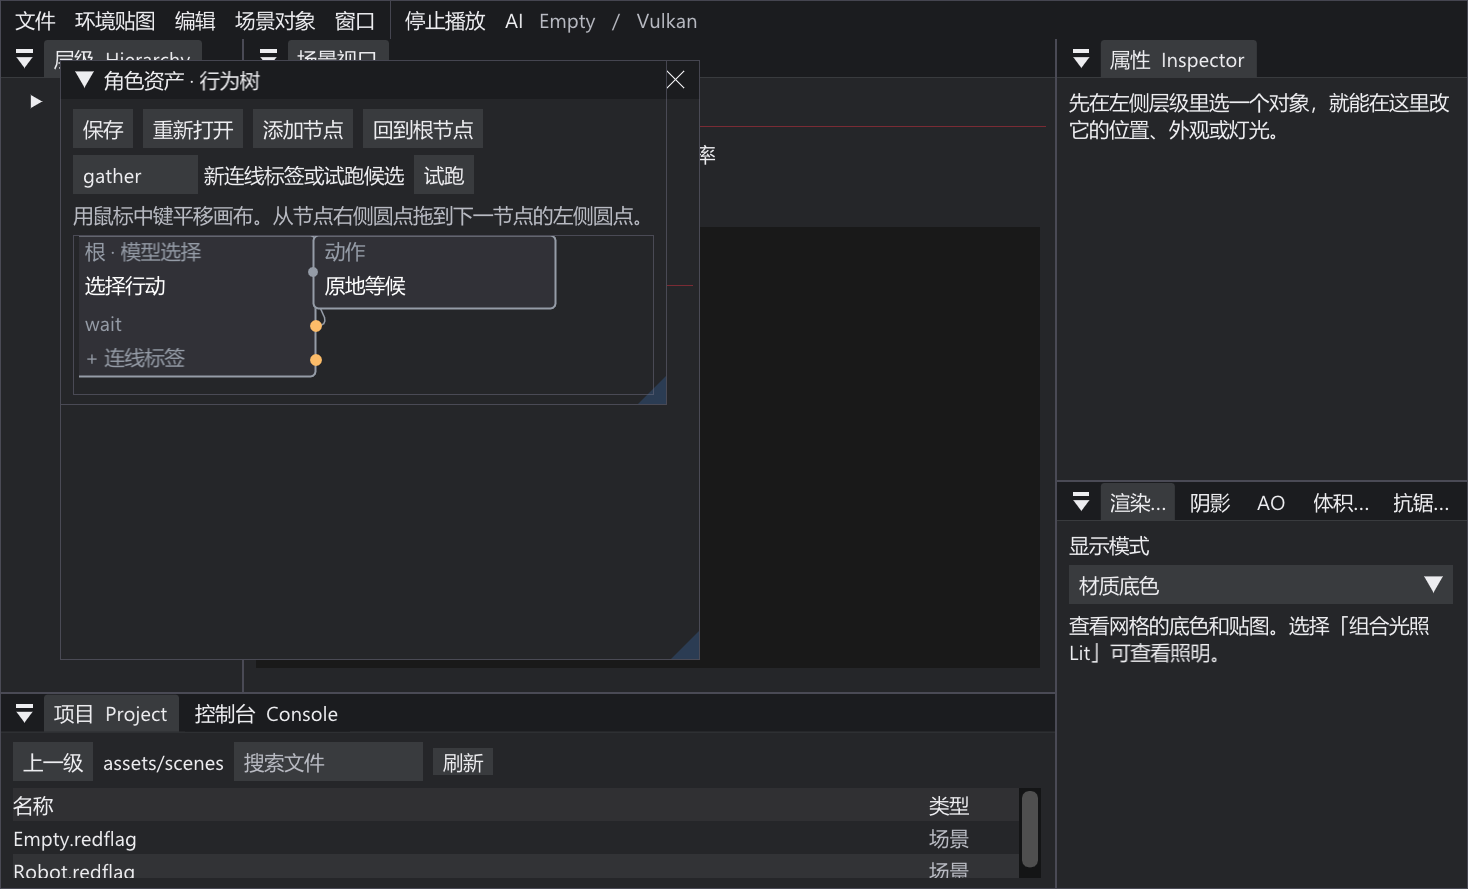 文件 环境贴图 编辑 场景对象 窗口 停止播放 AI Empty / Vulkan
层级 Hierarchy
场景视口
属性 Inspector
角色资产 · 行为树
先在左侧层级里选一个对象，就能在这里改
它的位置、外观或灯光。
保存 重新打开 添加节点 回到根节点
率
gather 新连线标签或试跑候选 试跑
用鼠标中键平移画布。从节点右侧圆点拖到下一节点的左侧圆点。
根 · 模型选择
选择行动
wait
+ 连线标签
动作
原地等候
渲染... 阴影 AO 体积... 抗锯...
显示模式
材质底色
查看网格的底色和贴图。选择「组合光照
Lit」可查看照明。
项目 Project 控制台 Console
上一级 assets/scenes 搜索文件 刷新
名称 类型
Empty.redflag 场景
Robot.redflag 场景